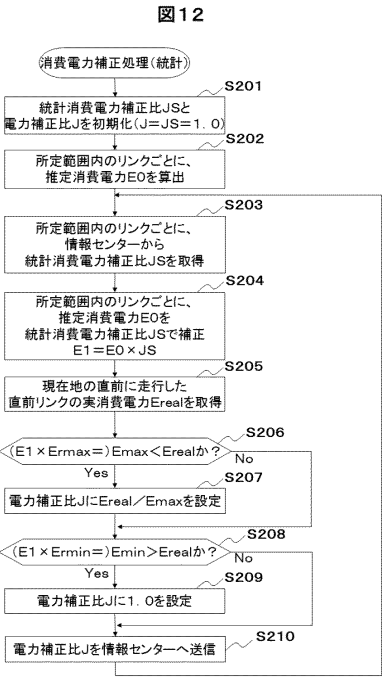 図12
消費電力補正処理(統計)
S201
統計消費電力補正比JSと
電力補正比Jを初期化(J=JS=1.0)
S202
所定範囲内のリンクごとに、
推定消費電力E0を算出
S203
所定範囲内のリンクごとに、
情報センターから
統計消費電力補正比JSを取得
S204
所定範囲内のリンクごとに、
推定消費電力E0を
統計消費電力補正比JSで補正
E1=E0×JS
S205
現在地の直前に走行した
直前リンクの実消費電力Erealを取得
S206
(E1×Ermax=)Emax<Erealか?
No
Yes
S207
電力補正比JにEreal/Emaxを設定
S208
(E1×Ermin=)Emin>Erealか?
No
Yes
S209
電力補正比Jに1.0を設定
S210
電力補正比Jを情報センターへ送信